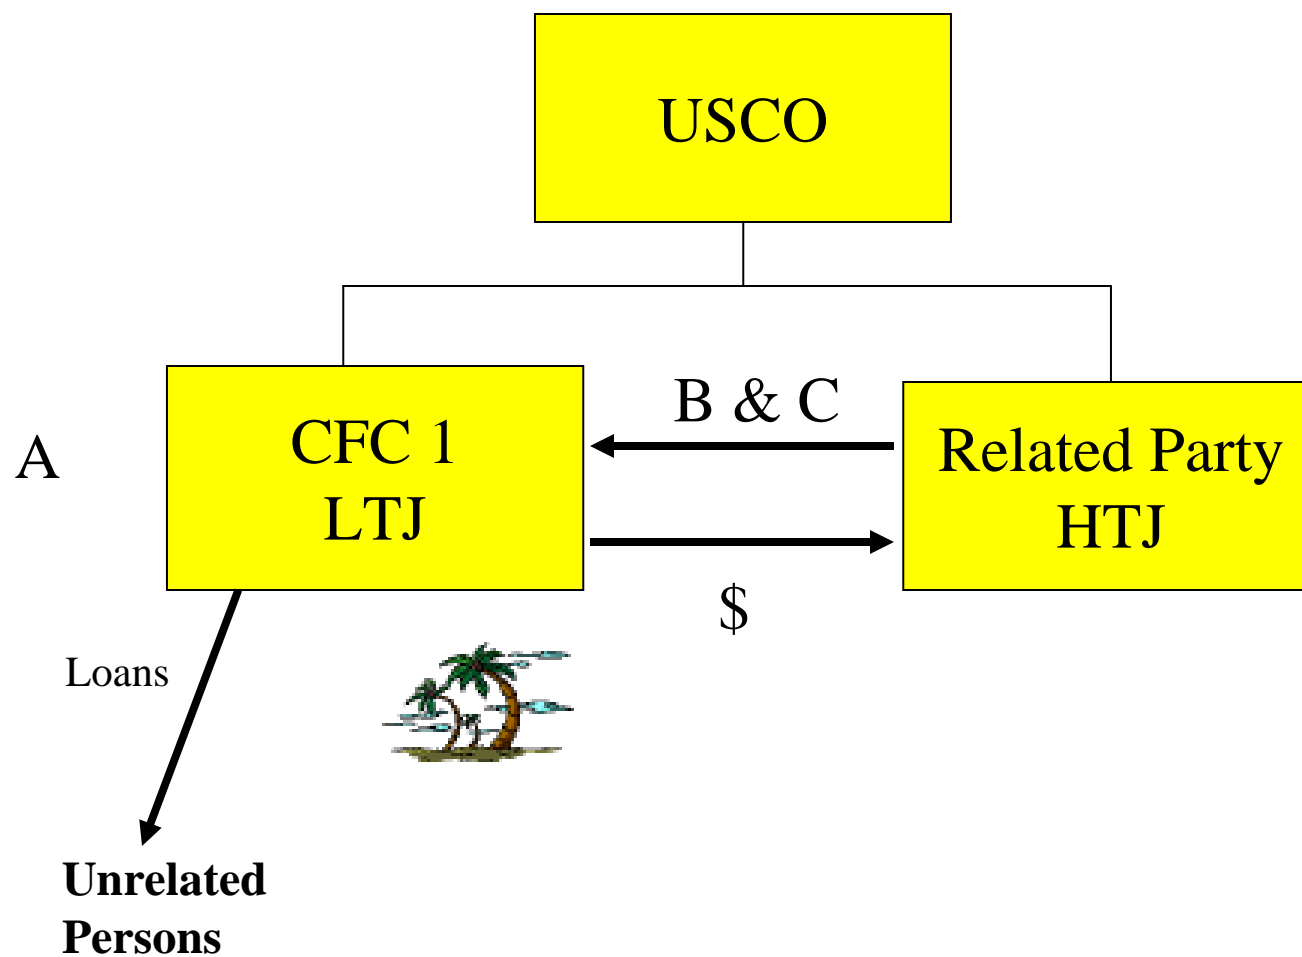 USCO
B & C
A
CFC 1
LTJ
Related Party
HTJ
$
Loans
Unrelated
Persons